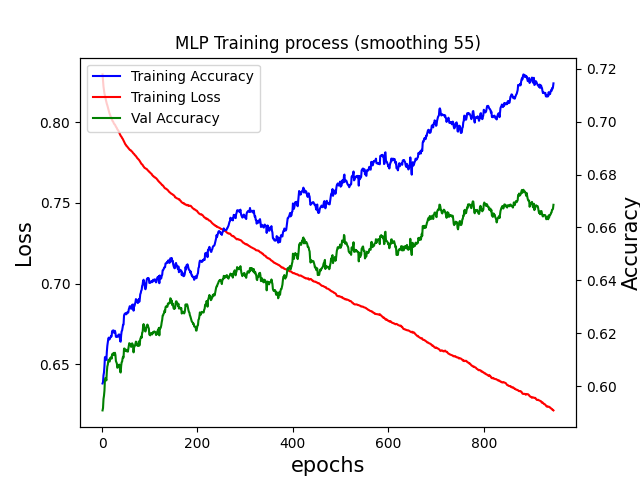 MLP Training process (smoothing 55)
Training Accuracy
Training Loss
Val Accuracy
Loss
0.80
0.75
0.70
0.65
Accuracy
0.72
0.70
0.68
0.66
0.64
0.62
0.60
0 200 400 600 800
epochs